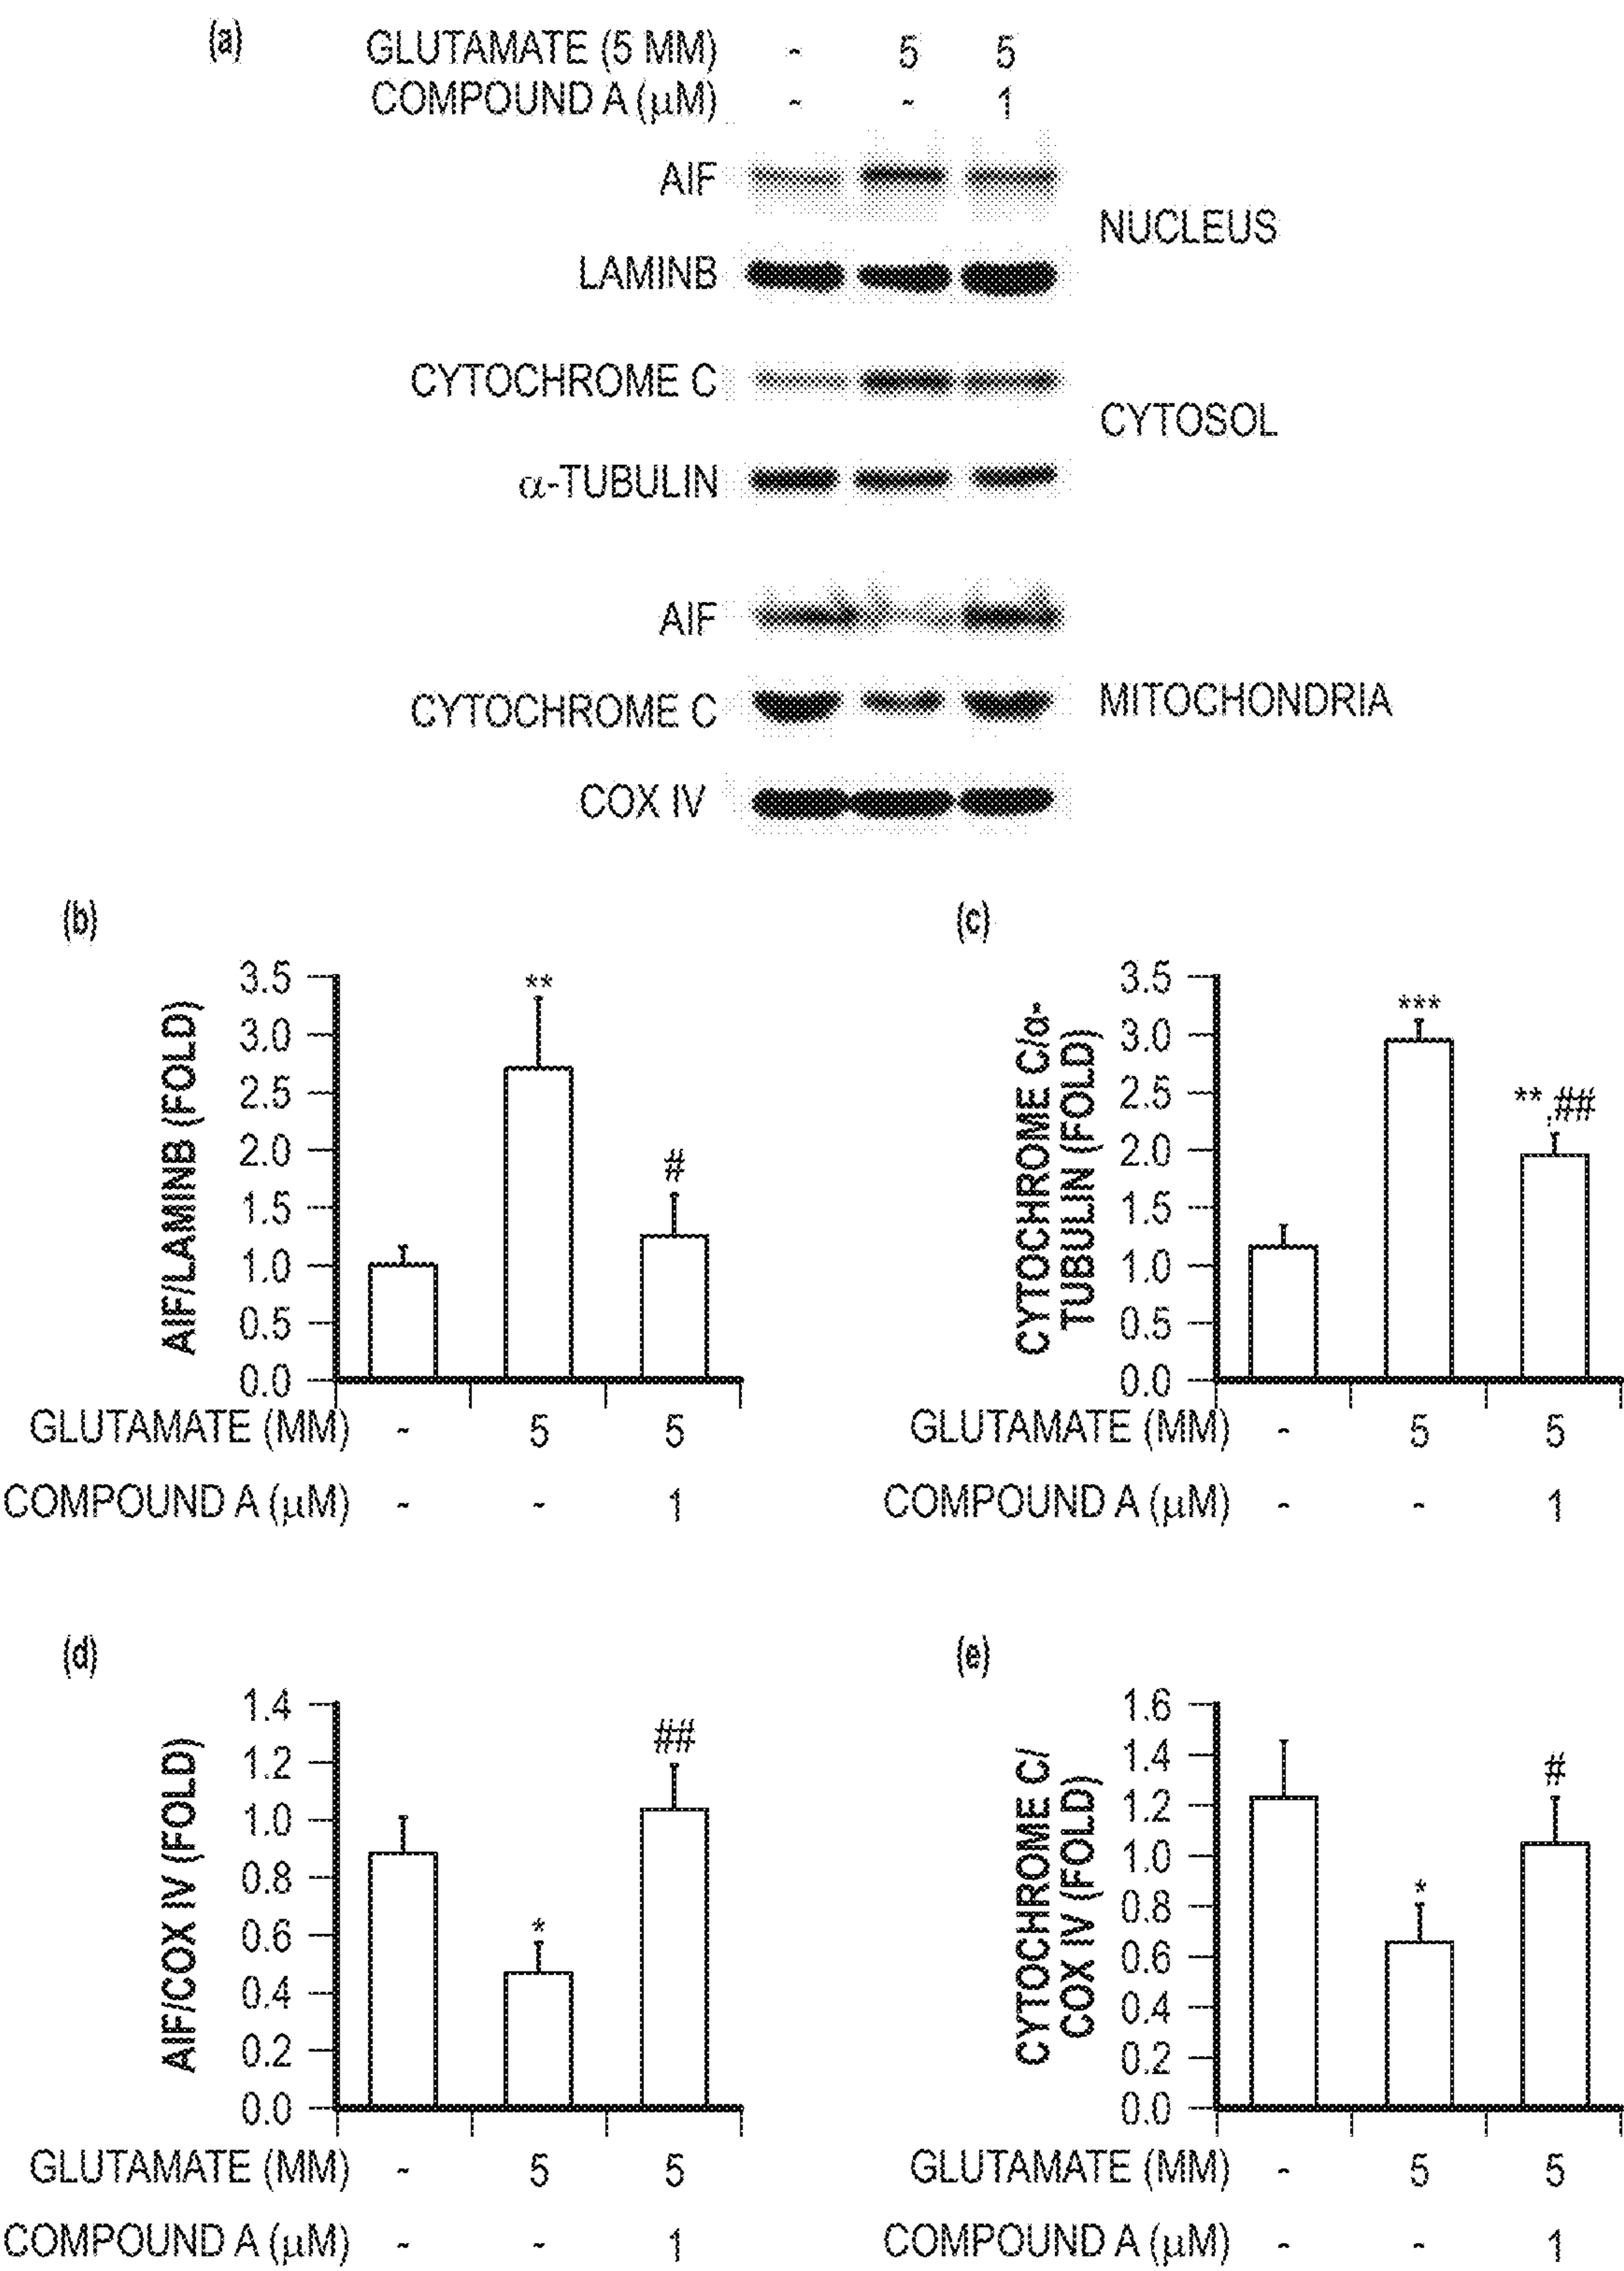 (a)
GLUTAMATE (5 MM) - 5 5
COMPOUND A (μM) - - 1
AIF
NUCLEUS
LAMINB
CYTOCHROME C
CYTOSOL
α-TUBULIN
AIF
CYTOCHROME C
MITOCHONDRIA
COX IV
(b)
AIF/LAMINB (FOLD)
3.5
3.0
2.5
2.0
1.5
1.0
0.5
0.0
**
#
GLUTAMATE (MM) - 5 5
COMPOUND A (μM) - - 1
(c)
CYTOCHROME C/α-
TUBULIN (FOLD)
3.5
3.0
2.5
2.0
1.5
1.0
0.5
0.0
***
**,##
GLUTAMATE (MM) - 5 5
COMPOUND A (μM) - - 1
(d)
AIF/COX IV (FOLD)
1.4
1.2
1.0
0.8
0.6
0.4
0.2
0.0
*
##
GLUTAMATE (MM) - 5 5
COMPOUND A (μM) - - 1
(e)
CYTOCHROME C/
COX IV (FOLD)
1.6
1.4
1.2
1.0
0.8
0.6
0.4
0.2
0.0
*
#
GLUTAMATE (MM) - 5 5
COMPOUND A (μM) - - 1